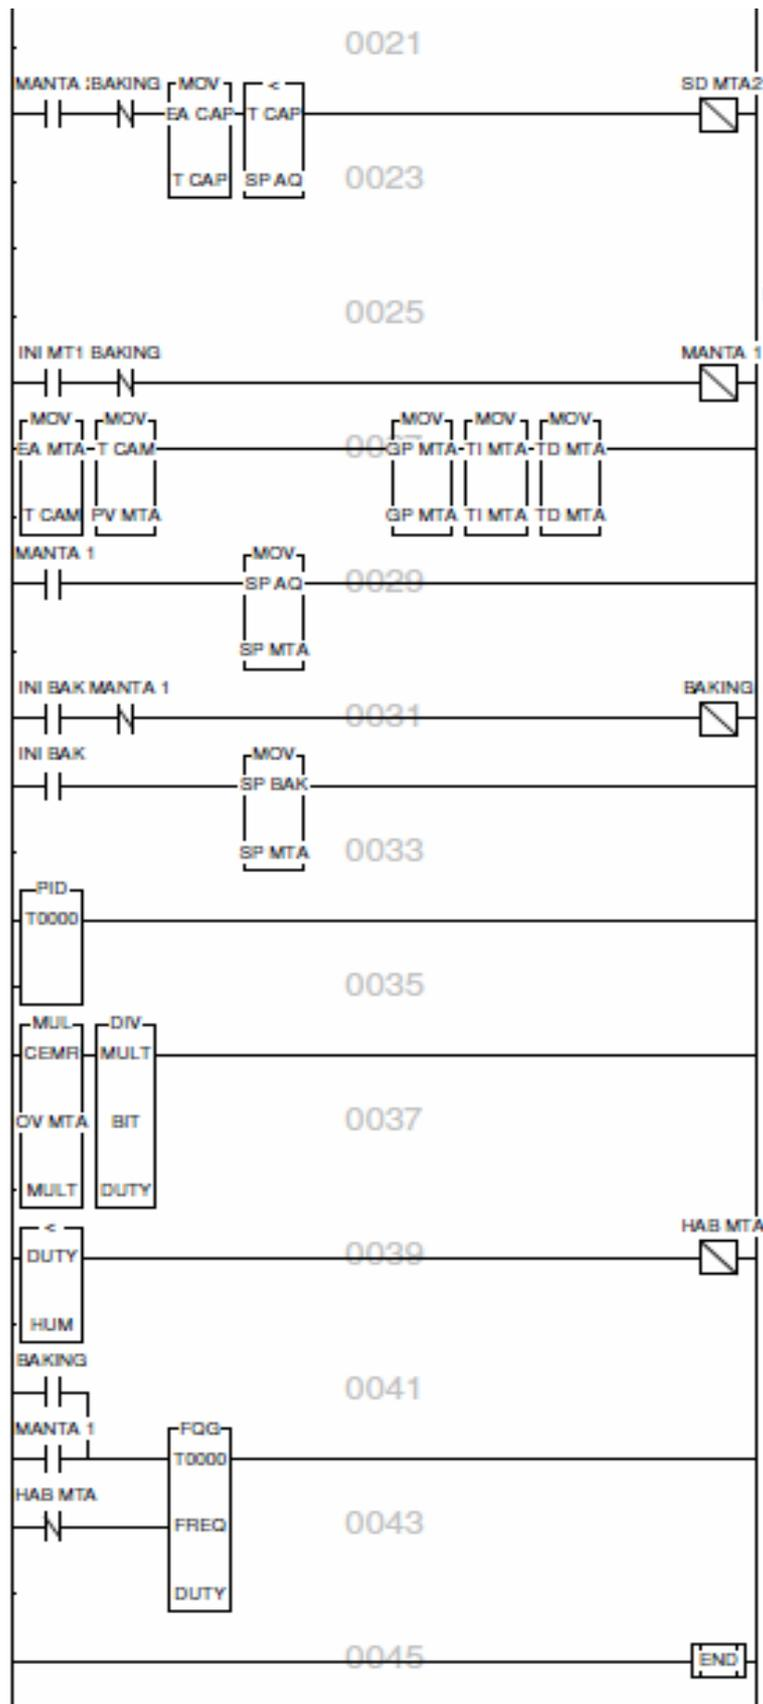 0021
MANTA : BAKING MOV < SD MTA2
EA CAP T CAP
T CAP SP AQ 0023
0025
INI MT1 BAKING MANTA 1
MOV MOV MOV MOV MOV
EA MTA T CAM GP MTA TI MTA TD MTA
T CAM PV MTA GP MTA TI MTA TD MTA
MANTA 1 MOV
SP AQ 0029
SP MTA
INI BAK MANTA 1 BAKING
0031
INI BAK MOV
SP BAK
SP MTA 0033
PID
T0000
0035
MUL DIV
CEMR MULT
OV MTA BIT 0037
MULT DUTY
< HAB MTA
DUTY 0039
HUM
BAKING
0041
MANTA 1 FQG
T0000
HAB MTA
FREQ 0043
DUTY
0045 END